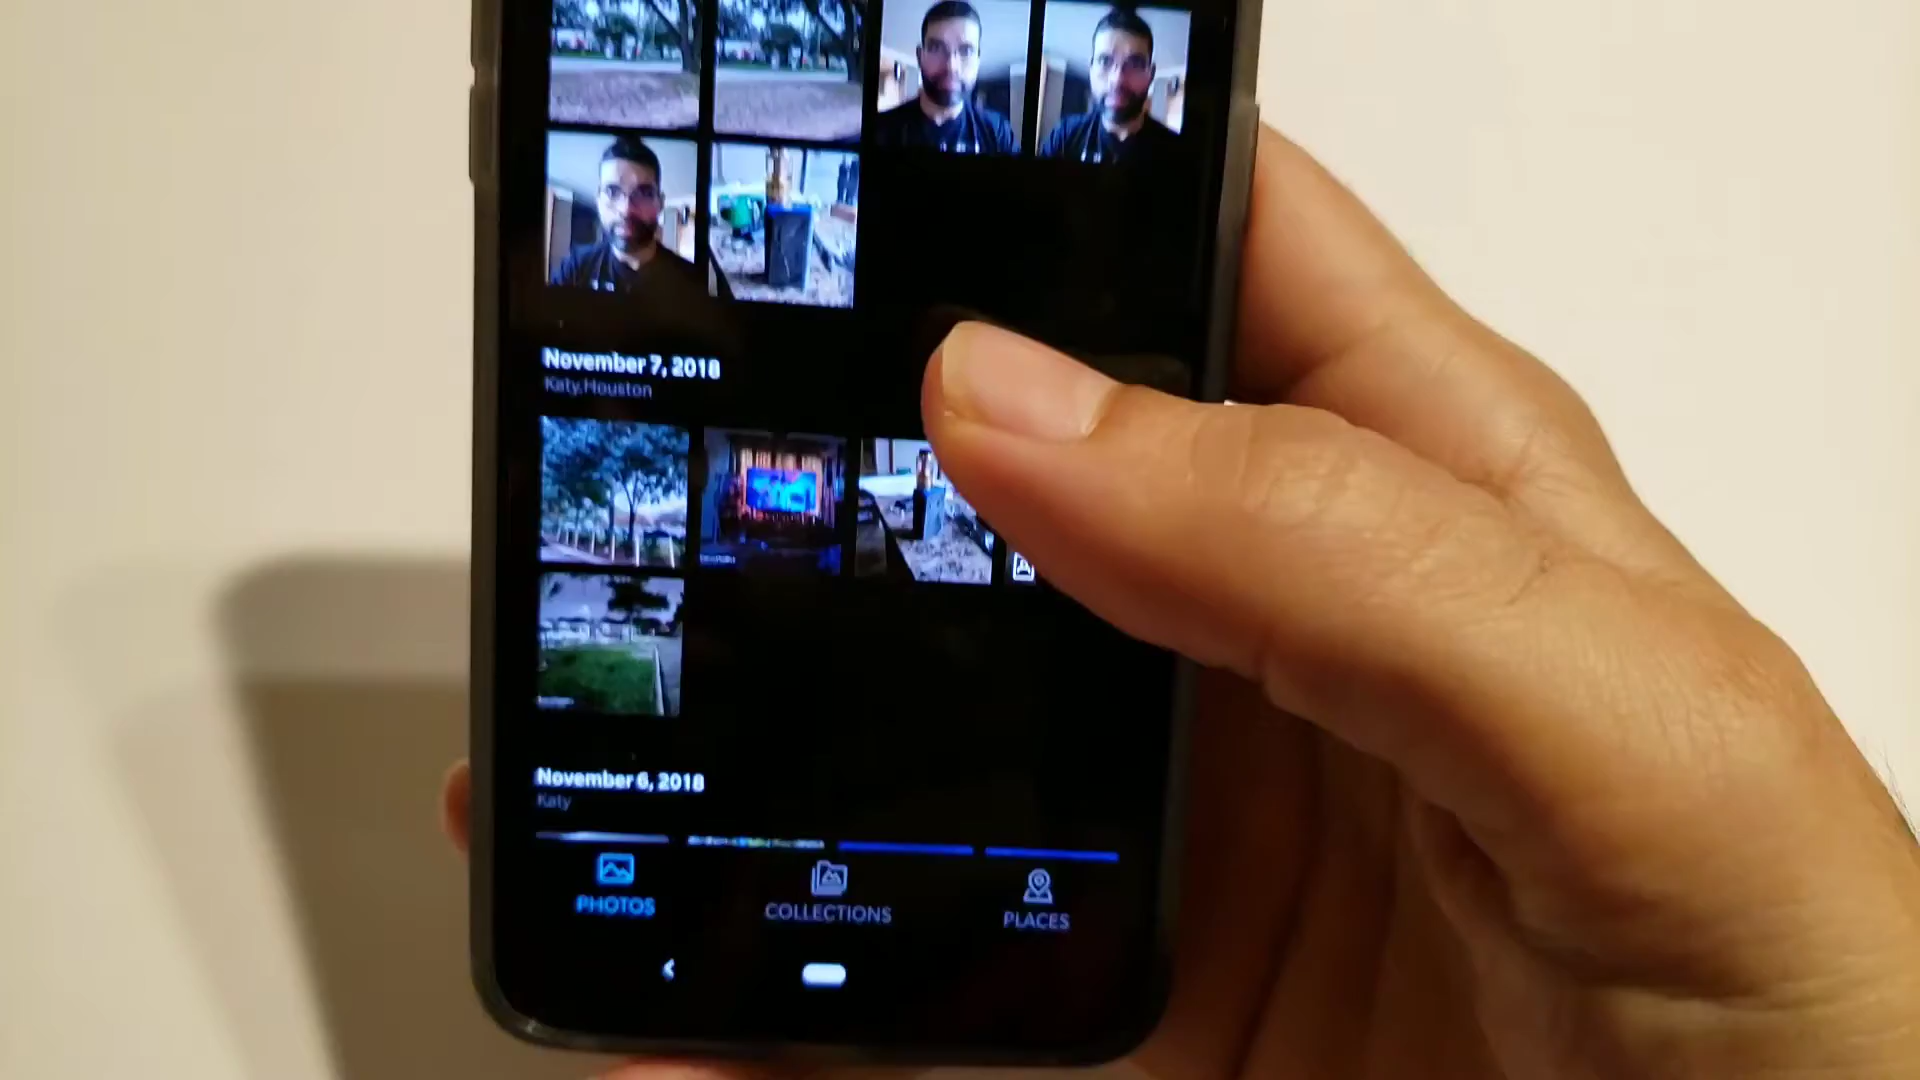 November 7, 2018
Katy,Houston
November 6, 2018
Katy
PHOTOS
COLLECTIONS
PLACES